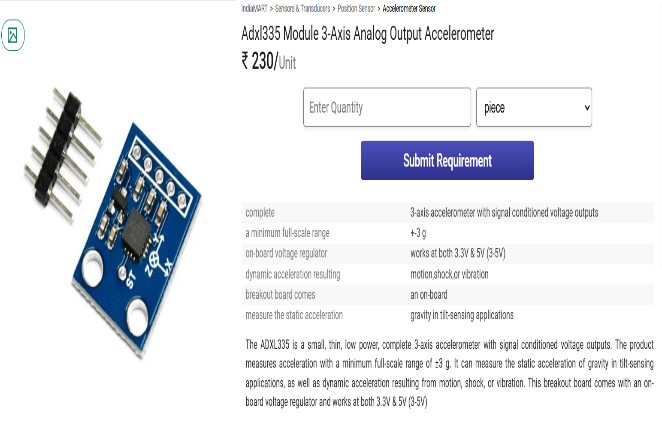 IndiaMART > Sensors & Transducers > Position Sensor > Accelerometer Sensor
Adxl335 Module 3-Axis Analog Output Accelerometer
₹ 230/Unit
Enter Quantity
piece
Submit Requirement
complete 3-axis accelerometer with signal conditioned voltage outputs
a minimum full-scale range +-3 g
on-board voltage regulator works at both 3.3V & 5V (3-5V)
dynamic acceleration resulting motion,shock,or vibration
breakout board comes an on-board
measure the static acceleration gravity in tilt-sensing applications
The ADXL335 is a small, thin, low power, complete 3-axis accelerometer with signal conditioned voltage outputs. The product
measures acceleration with a minimum full-scale range of ±3 g. It can measure the static acceleration of gravity in tilt-sensing
applications, as well as dynamic acceleration resulting from motion, shock, or vibration. This breakout board comes with an on-
board voltage regulator and works at both 3.3V & 5V (3-5V)
ST
Z
Y
X